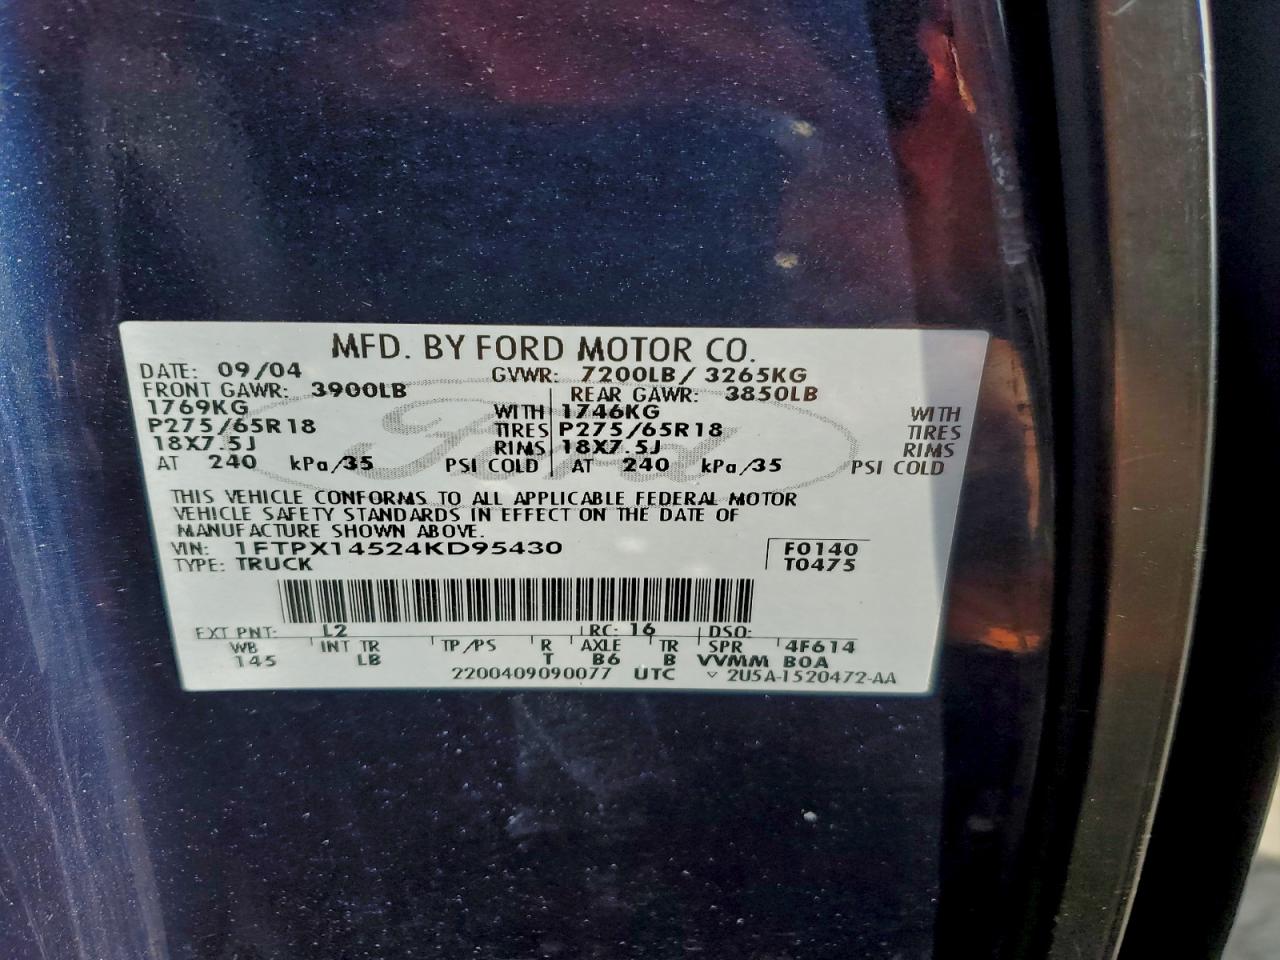 MFD. BY FORD MOTOR CO.
DATE: 09/04 GVWR: 7200LB/ 3265KG
FRONT GAWR: 3900LB REAR GAWR: 3850LB
1769KG WITH 1746KG WITH
P275/65R18 TIRES P275/65R18 TIRES
18X7.5J RIMS 18X7.5J RIMS
AT 240 kPa/35 PSI COLD AT 240 kPa/35 PSI COLD
Ford
THIS VEHICLE CONFORMS TO ALL APPLICABLE FEDERAL MOTOR
VEHICLE SAFETY STANDARDS IN EFFECT ON THE DATE OF
MANUFACTURE SHOWN ABOVE.
VIN: 1FTPX14524KD95430 F0140
TYPE: TRUCK T0475
EXT PNT: L2 RC: 16 DSO:
WB INT TR TP/PS R AXLE TR SPR 4F614
145 LB T B6 B VVMM BOA
2200409090077 UTC 2U5A-1520472-AA